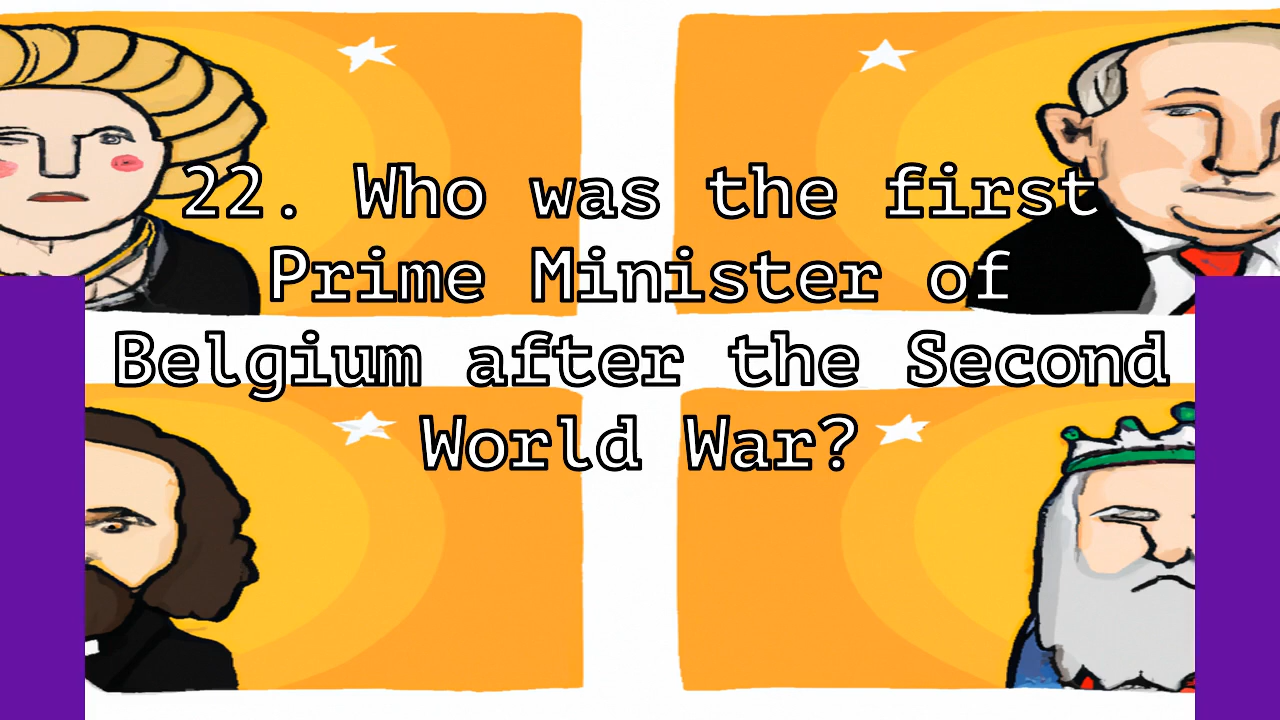 22. Who was the first
Prime Minister of
Belgium after the Second
World War?